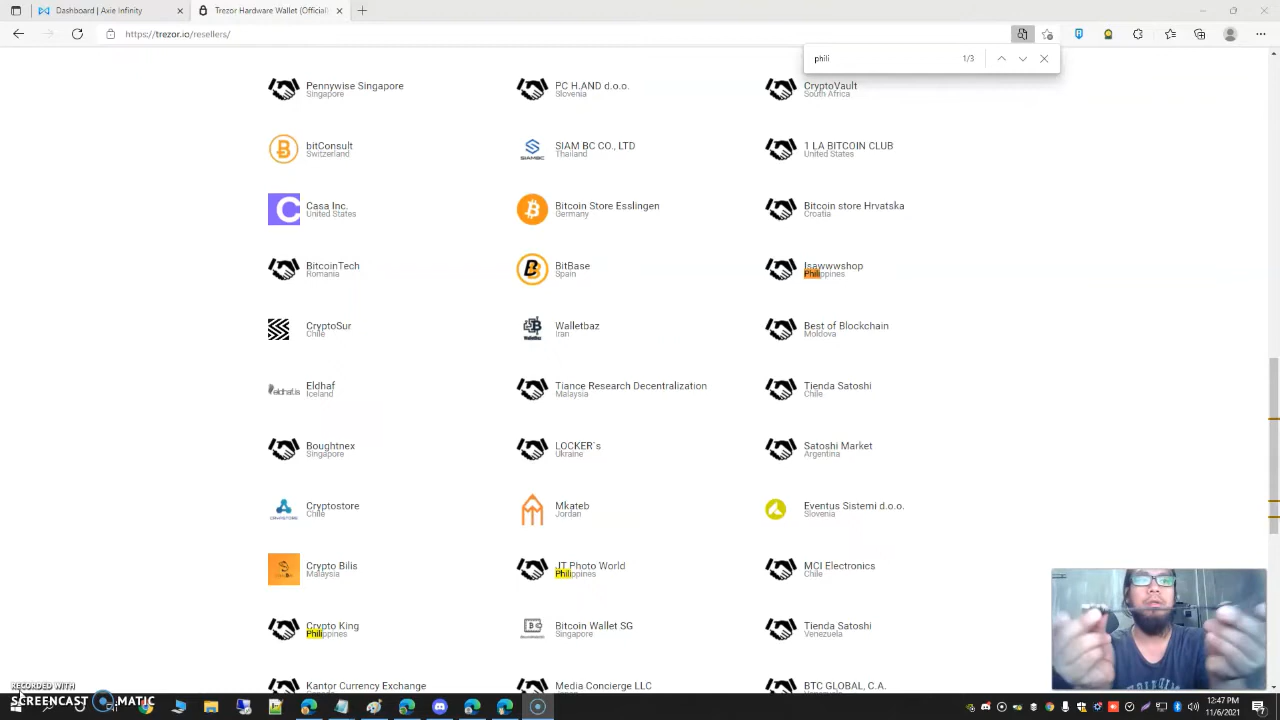 Dashboard | Axie Infinity
Trezor Hardware Wallet (Official
https://trezor.io/resellers/
phili
1/3
Pennywise Singapore
Singapore
PC H.AND d.o.o.
Slovenia
CryptoVault
South Africa
bitConsult
Switzerland
SIAMBC
SIAM BC CO., LTD
Thailand
1 LA BITCOIN CLUB
United States
Casa Inc.
United States
Bitcoin Store Esslingen
Germany
Bitcoin store Hrvatska
Croatia
BitcoinTech
Romania
BitBase
Spain
Isawwwshop
Philippines
CryptoSur
Chile
Walletbaz
Iran
Best of Blockchain
Moldova
eldhaf.is
Eldhaf
Iceland
Tiance Research Decentralization
Malaysia
Tienda Satoshi
Chile
Boughtnex
Singapore
LOCKER`s
Ukraine
Satoshi Market
Argentina
Cryptostore
Chile
Mkateb
Jordan
Eventus Sistemi d.o.o.
Slovenia
Crypto Bilis
Malaysia
JT Photo World
Philippines
MCI Electronics
Chile
Crypto King
Philippines
Bitcoin Wallet SG
Singapore
Tienda Satoshi
Venezuela
Kantor Currency Exchange
Media Concierge LLC
BTC GLOBAL, C.A.
RECORDED WITH
SCREENCAST MATIC
12:47 PM
11/6/2021